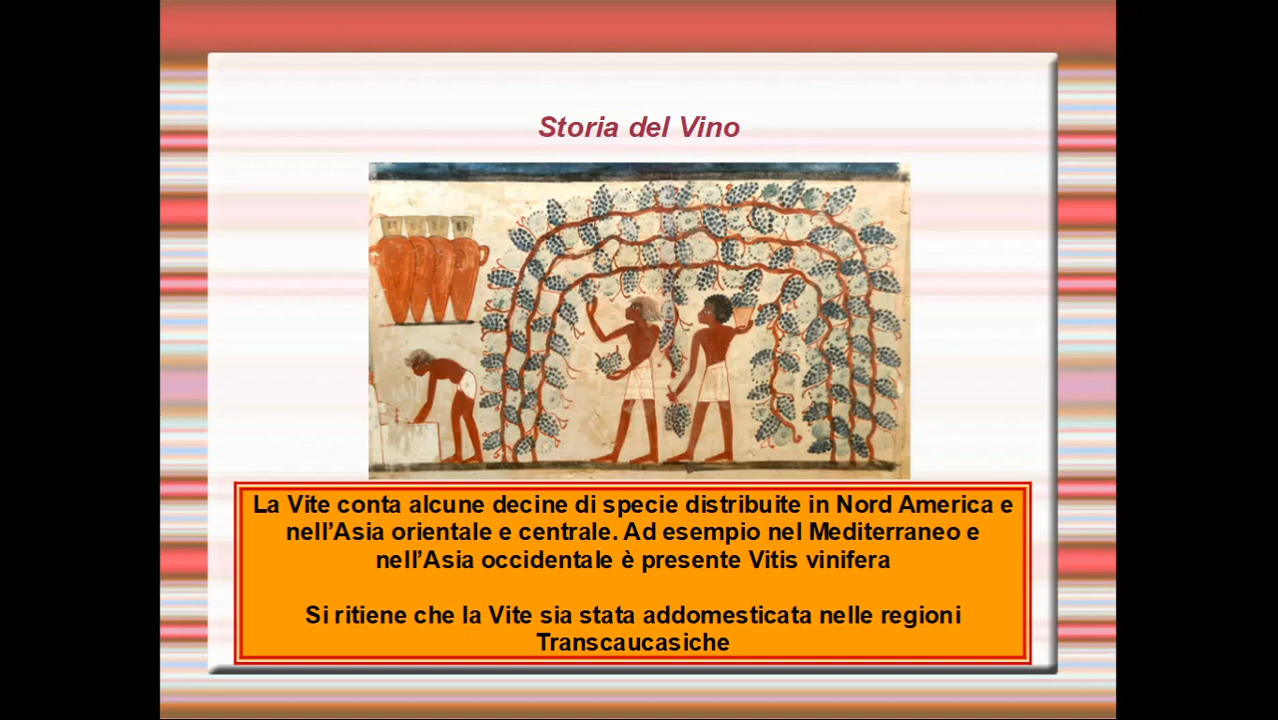 Storia del Vino
La Vite conta alcune decine di specie distribuite in Nord America e
nell’Asia orientale e centrale. Ad esempio nel Mediterraneo e
nell’Asia occidentale è presente Vitis vinifera
Si ritiene che la Vite sia stata addomesticata nelle regioni
Transcaucasiche